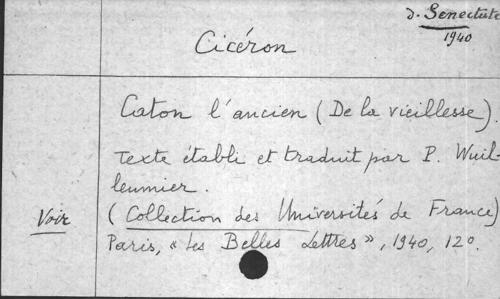 d. Senectute
1940
Cicéron
Caton l'ancien (De la vieillesse).
Texte établi et traduit par P. Wuil-
leumier.
Voir
(Collection des Universités de France)
Paris, « Les Belles Lettres », 1940, 12°.